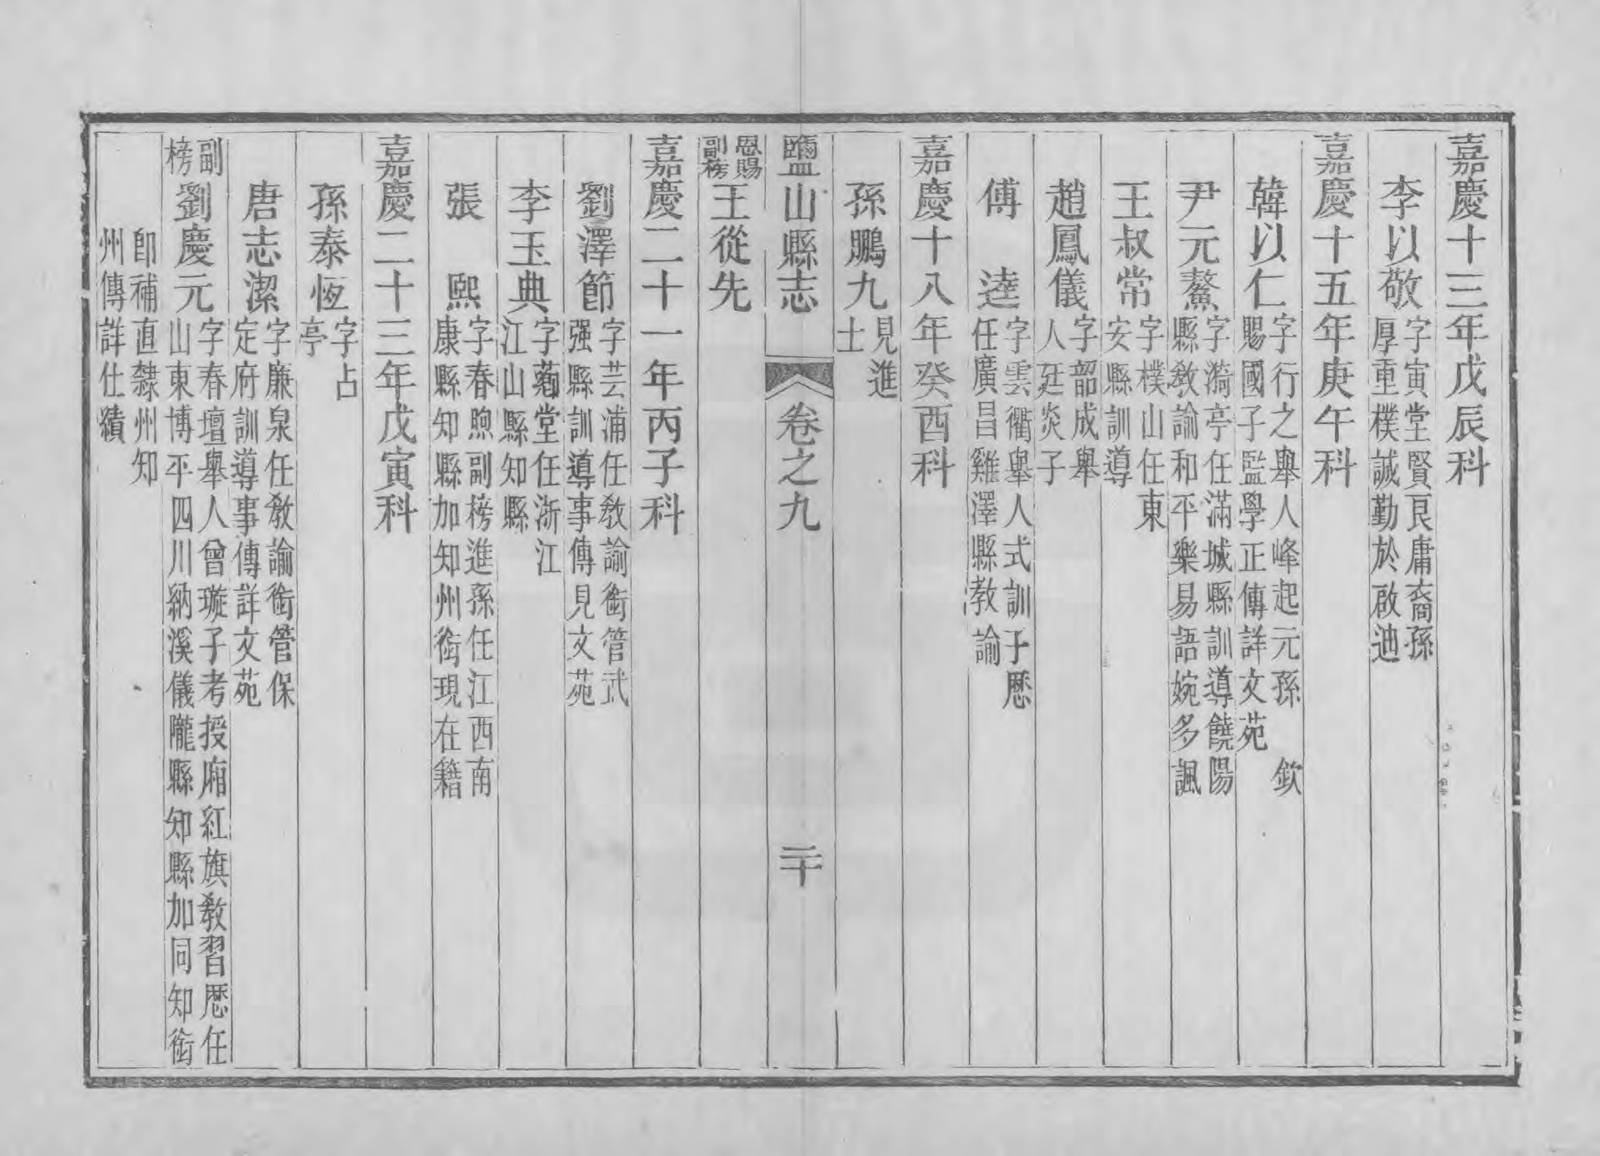 嘉慶十三年戊辰科
李以敬
字寅堂賢良庸裔孫
厚重樸誠勤於啟迪
嘉慶十五年庚午科
韓以仁
字行之舉人峰起元孫　欽
賜國子監學正傳詳文苑
尹元鰲
字漪亭任滿城縣訓導饒陽
縣敎諭和平樂易語婉多諷
王叔常
字樸山任東
安縣訓導
趙鳳儀
字韶成舉
人廷炎子
傅　逵
字雲衢舉人式訓子歷
任廣昌雞澤縣教諭
嘉慶十八年癸酉科
孫鵬九
見進
士
鹽山縣志
卷之九
二十
恩賜
副榜
王從先
嘉慶二十一年丙子科
劉澤節
字芸浦任敎諭銜管武
强縣訓導事傳見文苑
李玉典
字蒭堂任浙江
江山縣知縣
張　熙
字春煦副榜進孫任江西南
康縣知縣加知州銜現在籍
嘉慶二十三年戊寅科
孫泰恆
字占
亭
唐志潔
字廉泉任敎諭銜管保
定府訓導事傳詳文苑
副
榜
劉慶元
字春壇舉人曾璇子考授廂紅旗敎習歷任
山東博平四川納溪儀隴縣知縣加同知銜
卽補直隸州知
州傳詳仕績